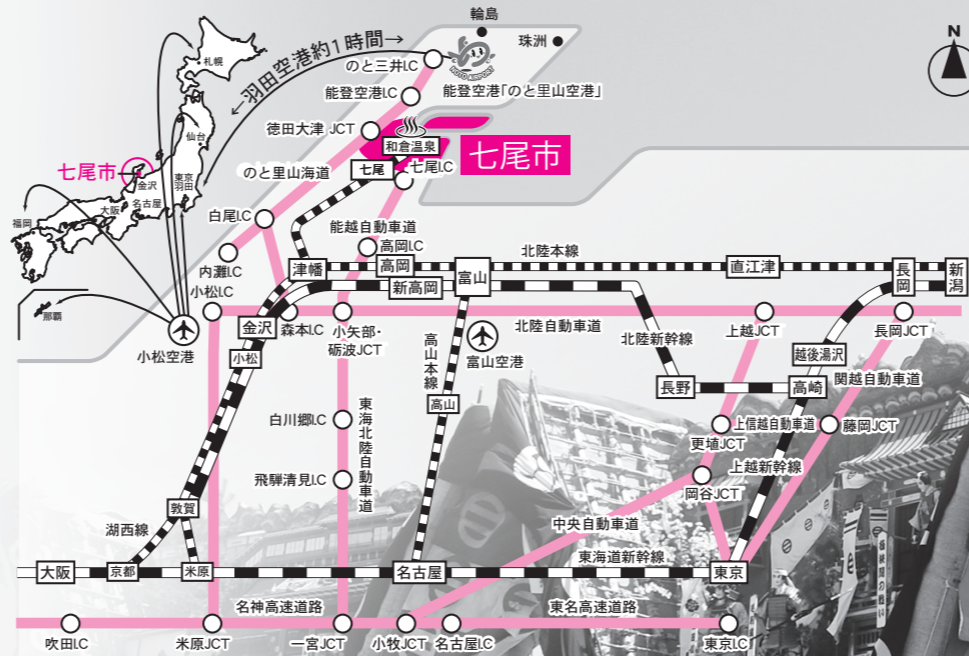 輪島
珠洲
N
←羽田空港約1時間→
のと三井I.C
NOTO AIRPORT
能登空港「のと里山空港」
能登空港I.C
徳田大津 JCT
和倉温泉
七尾
七尾I.C
七尾市
のと里山海道
札幌
仙台
七尾市
金沢
東京
羽田
名古屋
大阪
福岡
那覇
小松空港
白尾I.C
内灘I.C
能越自動車道
高岡I.C
北陸本線
津幡
高岡
富山
直江津
長岡
新潟
新高岡
小松I.C
金沢
森本I.C
小矢部・
砺波JCT
富山空港
北陸自動車道
上越JCT
長岡JCT
小松
高山本線
高山
北陸新幹線
越後湯沢
長野
高崎
関越自動車道
白川郷I.C
東海北陸自動車道
飛騨清見I.C
上信越自動車道
更埴JCT
藤岡JCT
上越新幹線
岡谷JCT
敦賀
湖西線
中央自動車道
東海道新幹線
大阪
京都
米原
名古屋
東京
名神高速道路
東名高速道路
吹田I.C
米原JCT
一宮JCT
小牧JCT
名古屋I.C
東京I.C